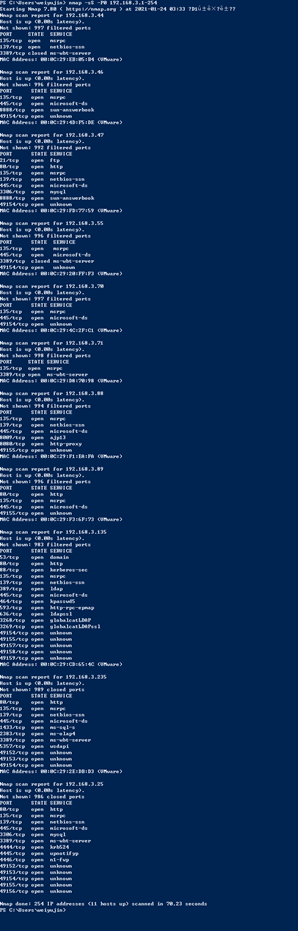 PS C:\Users\weiyujin> nmap -sS -P0 192.168.3.1-254
Starting Nmap 7.80 ( https://nmap.org ) at 2021-01-24 03:33
Nmap scan report for 192.168.3.44
Host is up (0.00s latency).
Not shown: 997 filtered ports
PORT STATE SERVICE
135/tcp open msrpc
139/tcp open netbios-ssn
3389/tcp closed ms-wbt-server
MAC Address: 00:0C:29:EB:05:B4 (VMware)
Nmap scan report for 192.168.3.46
Host is up (0.00s latency).
Not shown: 996 filtered ports
PORT STATE SERVICE
135/tcp open msrpc
445/tcp open microsoft-ds
8888/tcp open sun-answerbook
49154/tcp open unknown
MAC Address: 00:0C:29:4D:F5:DE (VMware)
Nmap scan report for 192.168.3.47
Host is up (0.00s latency).
Not shown: 992 filtered ports
PORT STATE SERVICE
21/tcp open ftp
80/tcp open http
135/tcp open msrpc
139/tcp open netbios-ssn
445/tcp open microsoft-ds
3306/tcp open mysql
8888/tcp open sun-answerbook
49154/tcp open unknown
MAC Address: 00:0C:29:FD:77:59 (VMware)
Nmap scan report for 192.168.3.55
Host is up (0.00s latency).
Not shown: 996 filtered ports
PORT STATE SERVICE
135/tcp open msrpc
445/tcp open microsoft-ds
3389/tcp closed ms-wbt-server
49154/tcp open unknown
MAC Address: 00:0C:29:20:FF:F3 (VMware)
Nmap scan report for 192.168.3.70
Host is up (0.00s latency).
Not shown: 997 filtered ports
PORT STATE SERVICE
135/tcp open msrpc
445/tcp open microsoft-ds
49154/tcp open unknown
MAC Address: 00:0C:29:4C:2F:C1 (VMware)
Nmap scan report for 192.168.3.71
Host is up (0.00s latency).
Not shown: 998 filtered ports
PORT STATE SERVICE
135/tcp open msrpc
3389/tcp open ms-wbt-server
MAC Address: 00:0C:29:D8:70:98 (VMware)
Nmap scan report for 192.168.3.88
Host is up (0.00s latency).
Not shown: 994 filtered ports
PORT STATE SERVICE
135/tcp open msrpc
139/tcp open netbios-ssn
445/tcp open microsoft-ds
8009/tcp open ajp13
8080/tcp open http-proxy
49155/tcp open unknown
MAC Address: 00:0C:29:F1:E8:F0 (VMware)
Nmap scan report for 192.168.3.89
Host is up (0.00s latency).
Not shown: 996 filtered ports
PORT STATE SERVICE
80/tcp open http
135/tcp open msrpc
445/tcp open microsoft-ds
49155/tcp open unknown
MAC Address: 00:0C:29:F3:6F:73 (VMware)
Nmap scan report for 192.168.3.135
Host is up (0.00s latency).
Not shown: 983 filtered ports
PORT STATE SERVICE
53/tcp open domain
80/tcp open http
88/tcp open kerberos-sec
135/tcp open msrpc
139/tcp open netbios-ssn
389/tcp open ldap
445/tcp open microsoft-ds
464/tcp open kpasswd5
593/tcp open http-rpc-epmap
636/tcp open ldapssl
3268/tcp open globalcatLDAP
3269/tcp open globalcatLDAPssl
49154/tcp open unknown
49155/tcp open unknown
49157/tcp open unknown
49158/tcp open unknown
49159/tcp open unknown
MAC Address: 00:0C:29:CD:65:4C (VMware)
Nmap scan report for 192.168.3.235
Host is up (0.00s latency).
Not shown: 989 closed ports
PORT STATE SERVICE
80/tcp open http
135/tcp open msrpc
139/tcp open netbios-ssn
445/tcp open microsoft-ds
1433/tcp open ms-sql-s
2383/tcp open ms-olap4
3389/tcp open ms-wbt-server
5357/tcp open wsdapi
49152/tcp open unknown
49153/tcp open unknown
49154/tcp open unknown
MAC Address: 00:0C:29:2E:DD:D3 (VMware)
Nmap scan report for 192.168.3.25
Host is up (0.00s latency).
Not shown: 986 closed ports
PORT STATE SERVICE
80/tcp open http
135/tcp open msrpc
139/tcp open netbios-ssn
445/tcp open microsoft-ds
3306/tcp open mysql
3389/tcp open ms-wbt-server
4444/tcp open krb524
4445/tcp open upnotifyp
4446/tcp open n1-fwp
49152/tcp open unknown
49153/tcp open unknown
49154/tcp open unknown
49155/tcp open unknown
49156/tcp open unknown
Nmap done: 254 IP addresses (11 hosts up) scanned in 70.23 seconds
PS C:\Users\weiyujin>